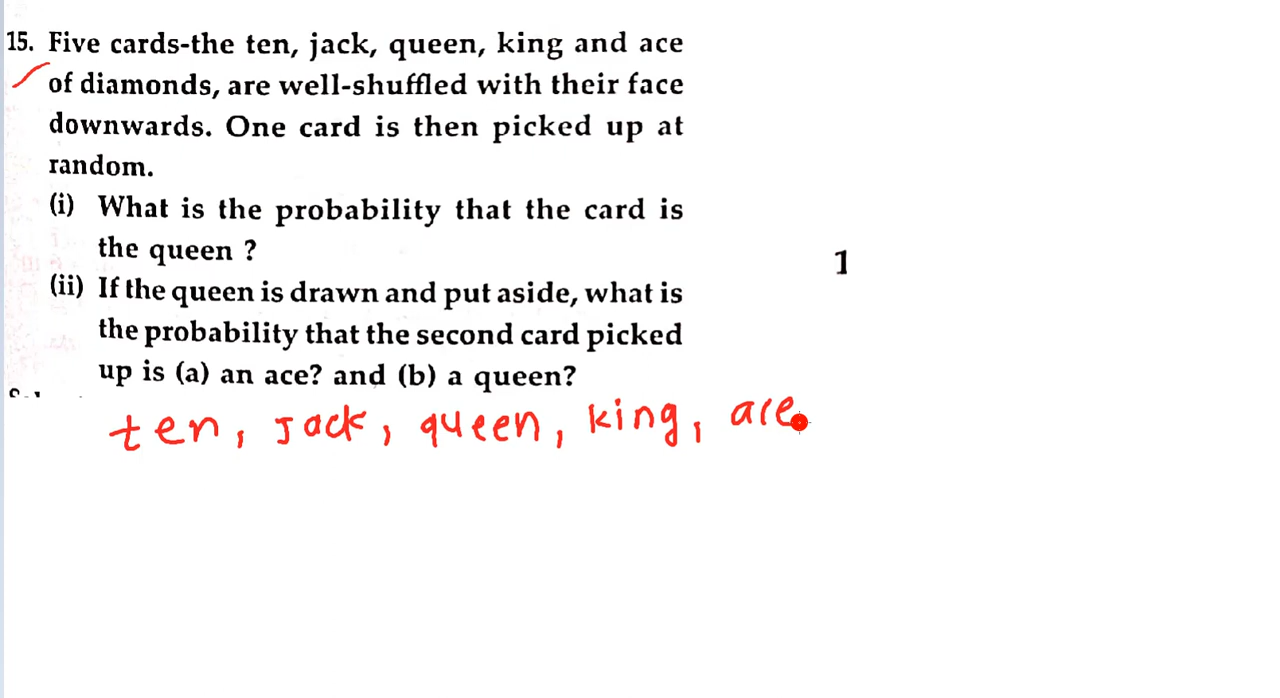 15. Five cards-the ten, jack, queen, king and ace
of diamonds, are well-shuffled with their face
downwards. One card is then picked up at
random.
(i) What is the probability that the card is
the queen ?
1
(ii) If the queen is drawn and put aside, what is
the probability that the second card picked
up is (a) an ace? and (b) a queen?
ten, Jack, queen, king, ace